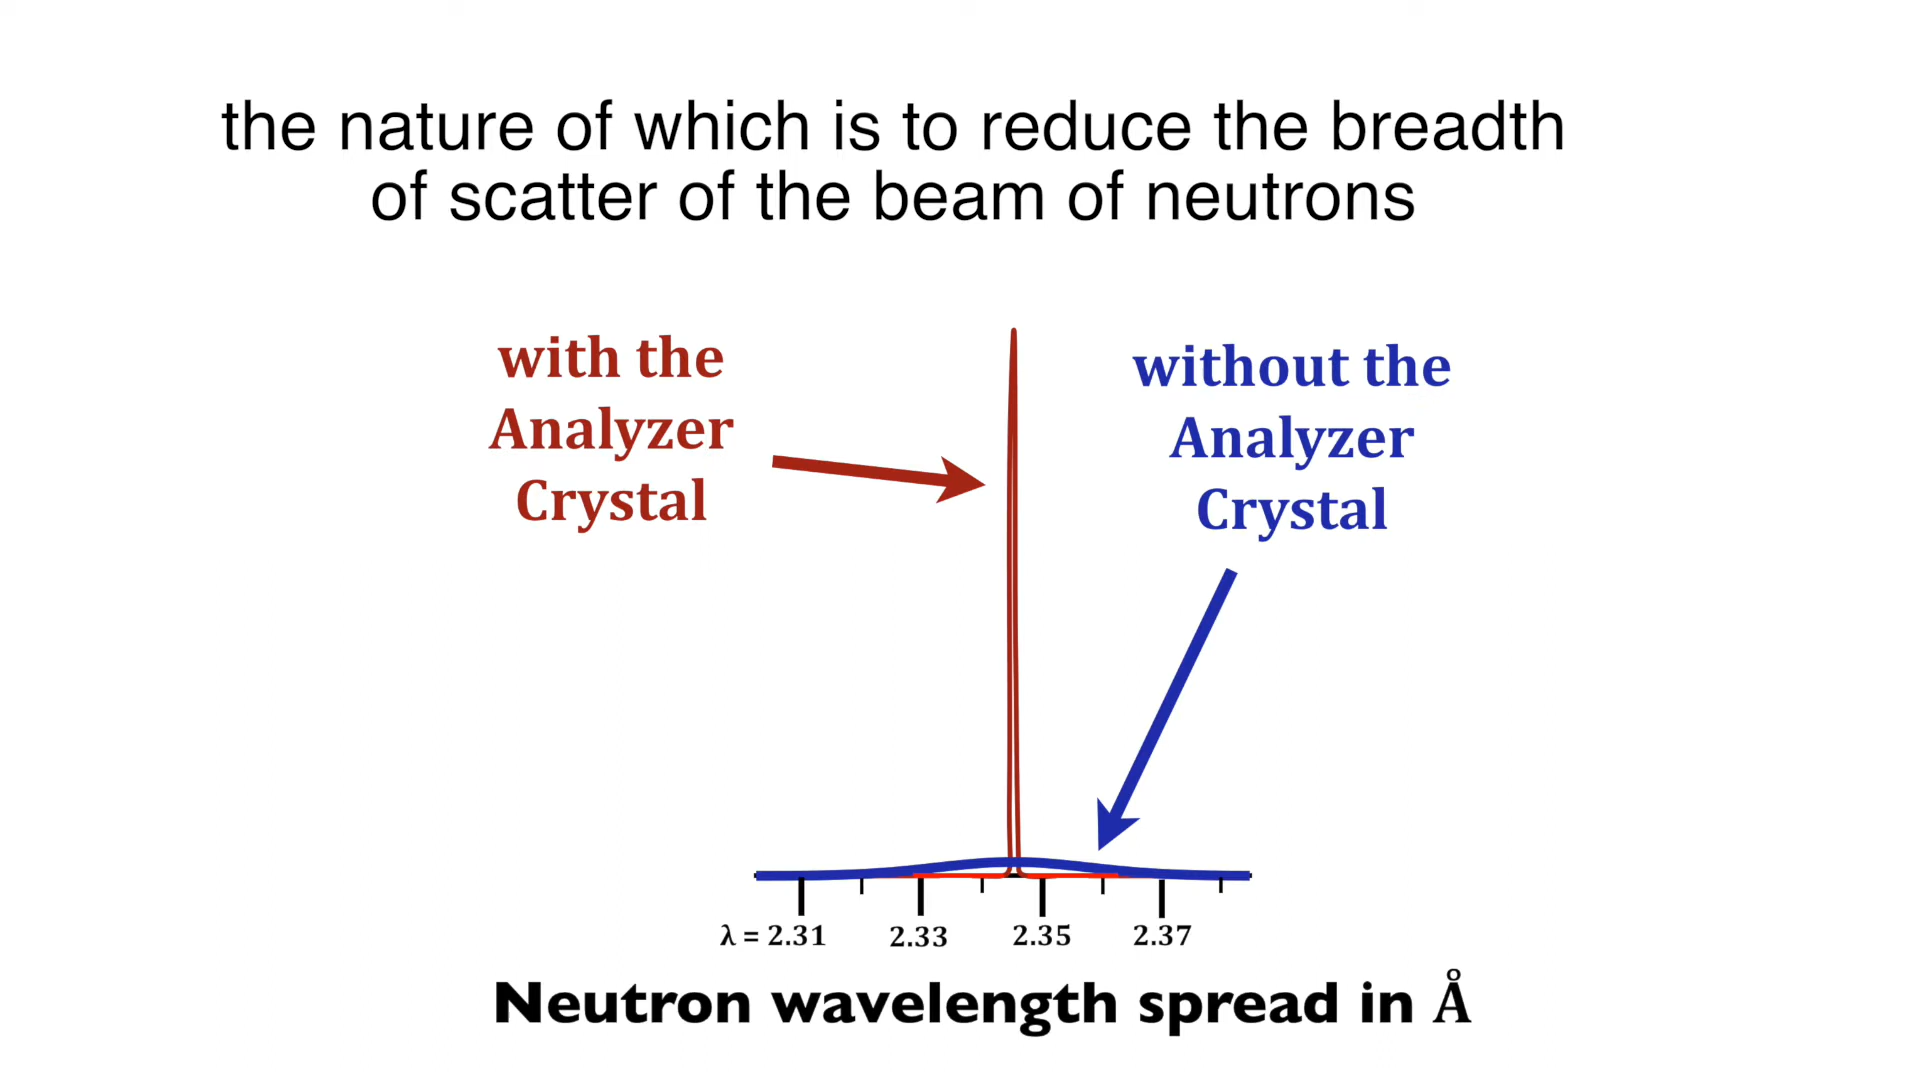 the nature of which is to reduce the breadth
of scatter of the beam of neutrons
with the
Analyzer
Crystal
without the
Analyzer
Crystal
λ = 2.31 2.33 2.35 2.37
Neutron wavelength spread in Å